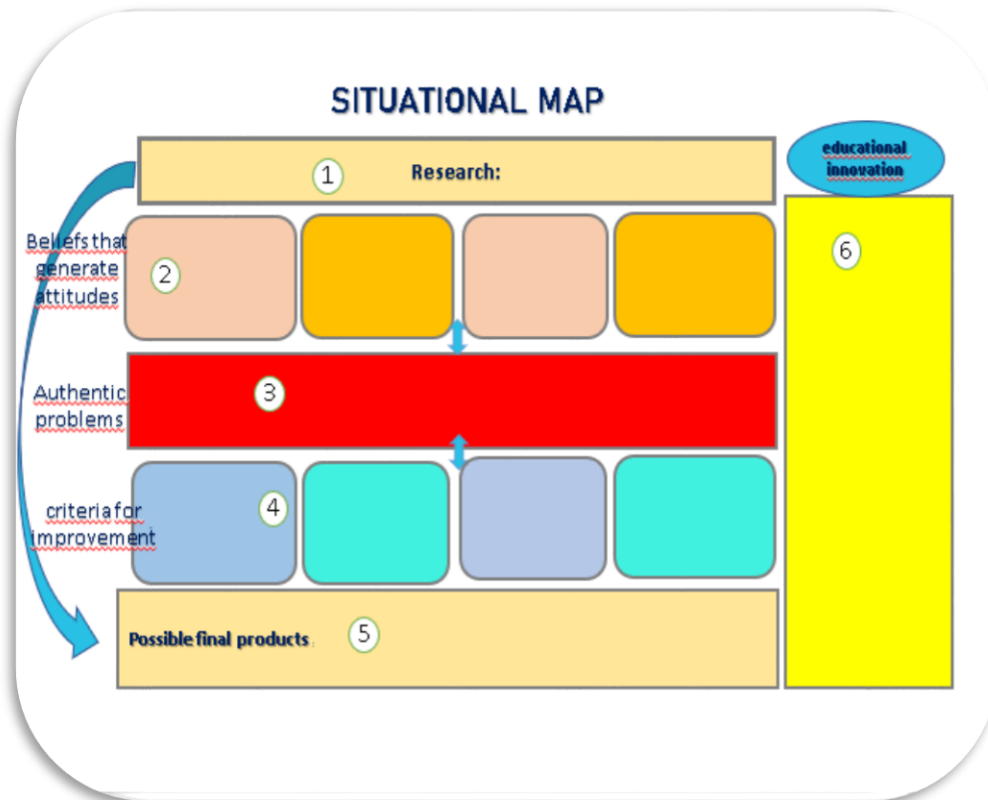 SITUATIONAL MAP
1 Research:
educational
innovation
Beliefs that
generate
attitudes
2
6
Authentic
problems
3
criteria for
improvement
4
Possible final products : 5